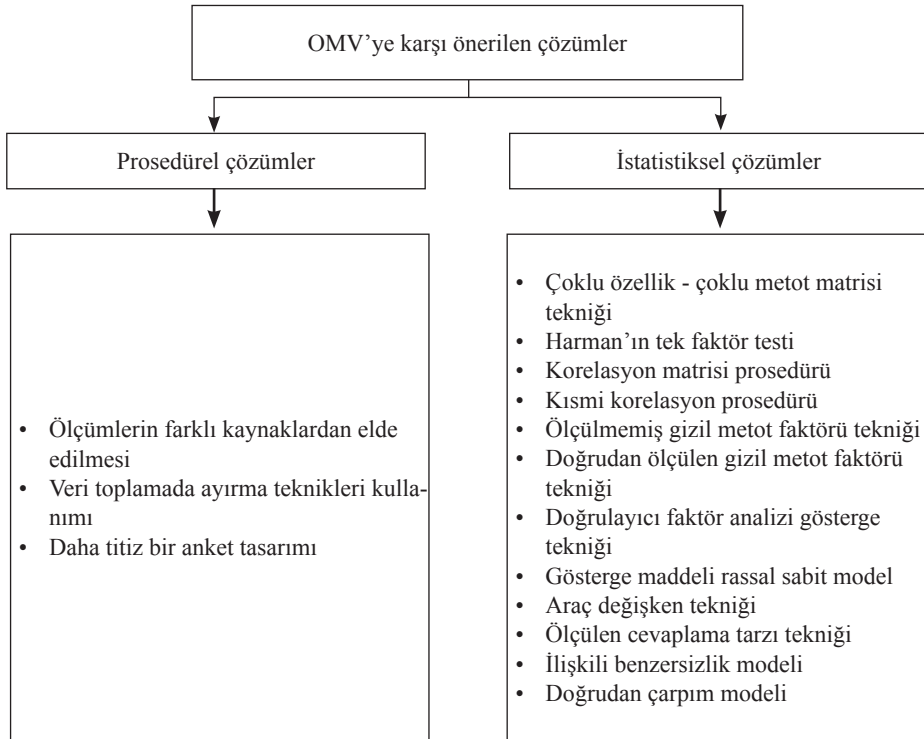 OMV’ye karşı önerilen çözümler
Prosedürel çözümler
İstatistiksel çözümler
• Ölçümlerin farklı kaynaklardan elde
edilmesi
• Veri toplamada ayırma teknikleri kulla-
nımı
• Daha titiz bir anket tasarımı
• Çoklu özellik - çoklu metot matrisi
tekniği
• Harman’ın tek faktör testi
• Korelasyon matrisi prosedürü
• Kısmi korelasyon prosedürü
• Ölçülmemiş gizil metot faktörü tekniği
• Doğrudan ölçülen gizil metot faktörü
tekniği
• Doğrulayıcı faktör analizi gösterge
tekniği
• Gösterge maddeli rassal sabit model
• Araç değişken tekniği
• Ölçülen cevaplama tarzı tekniği
• İlişkili benzersizlik modeli
• Doğrudan çarpım modeli